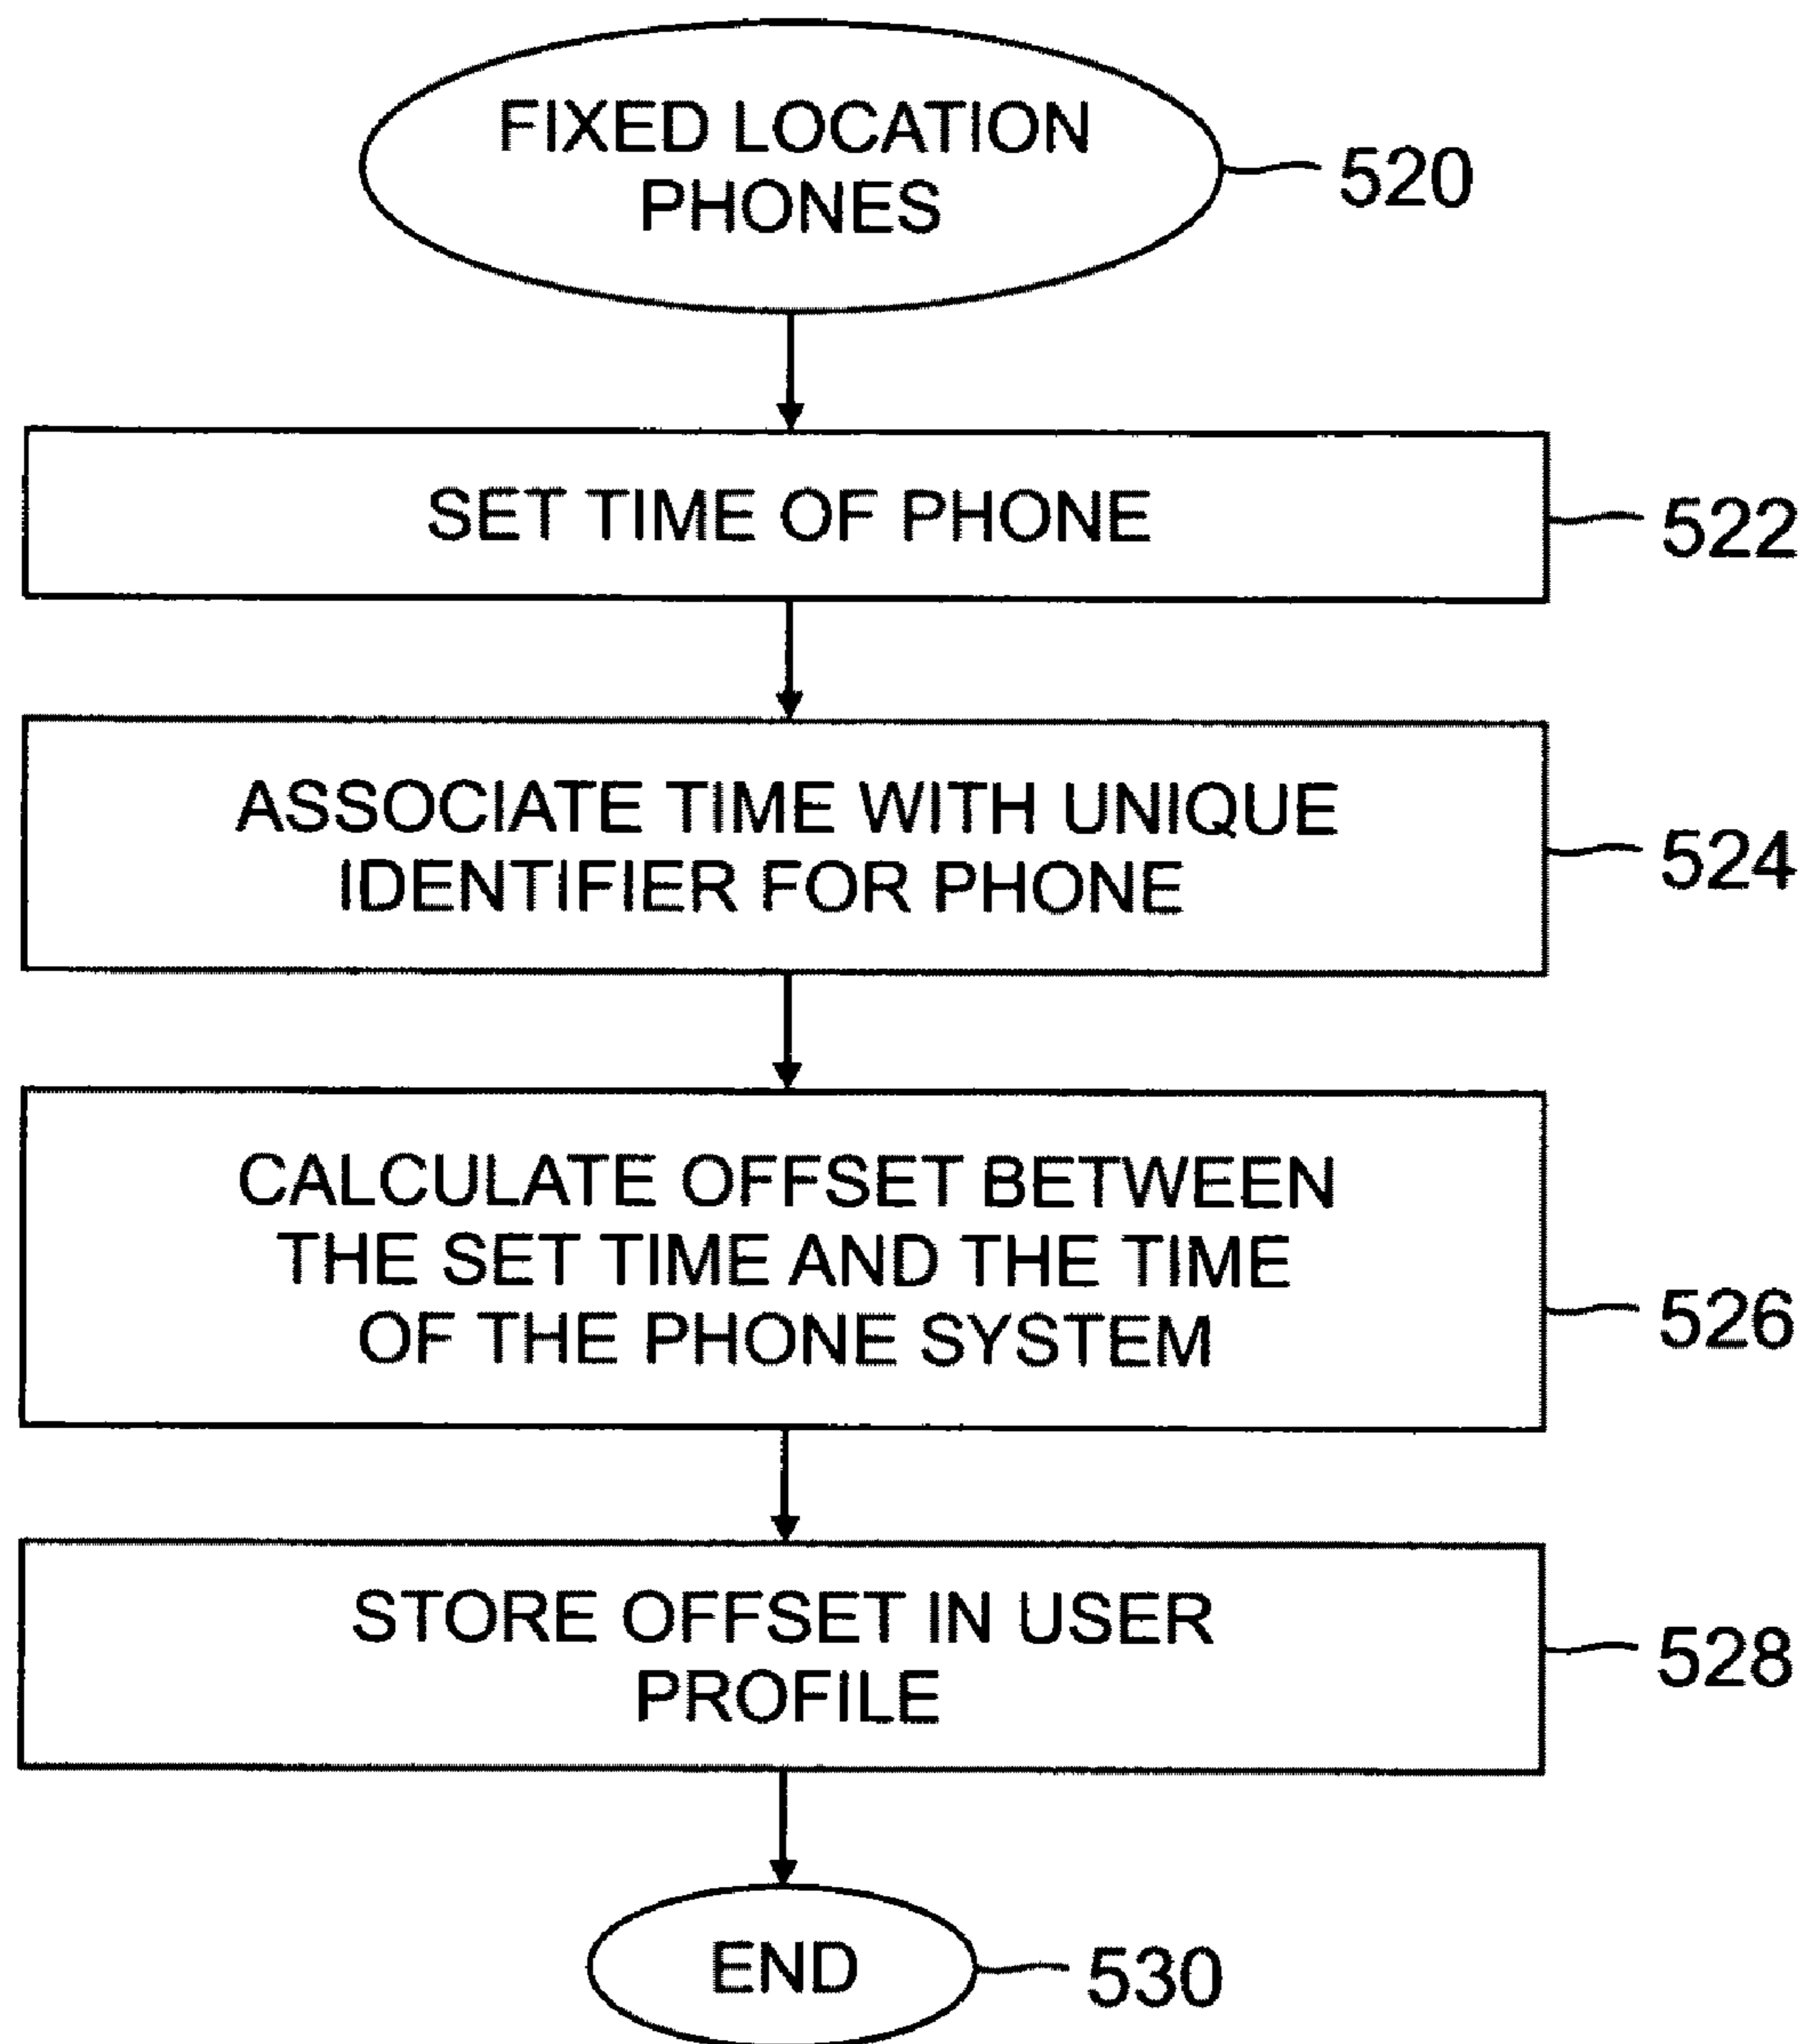 FIXED LOCATION
PHONES
520
SET TIME OF PHONE
522
ASSOCIATE TIME WITH UNIQUE
IDENTIFIER FOR PHONE
524
CALCULATE OFFSET BETWEEN
THE SET TIME AND THE TIME
OF THE PHONE SYSTEM
526
STORE OFFSET IN USER
PROFILE
528
END
530